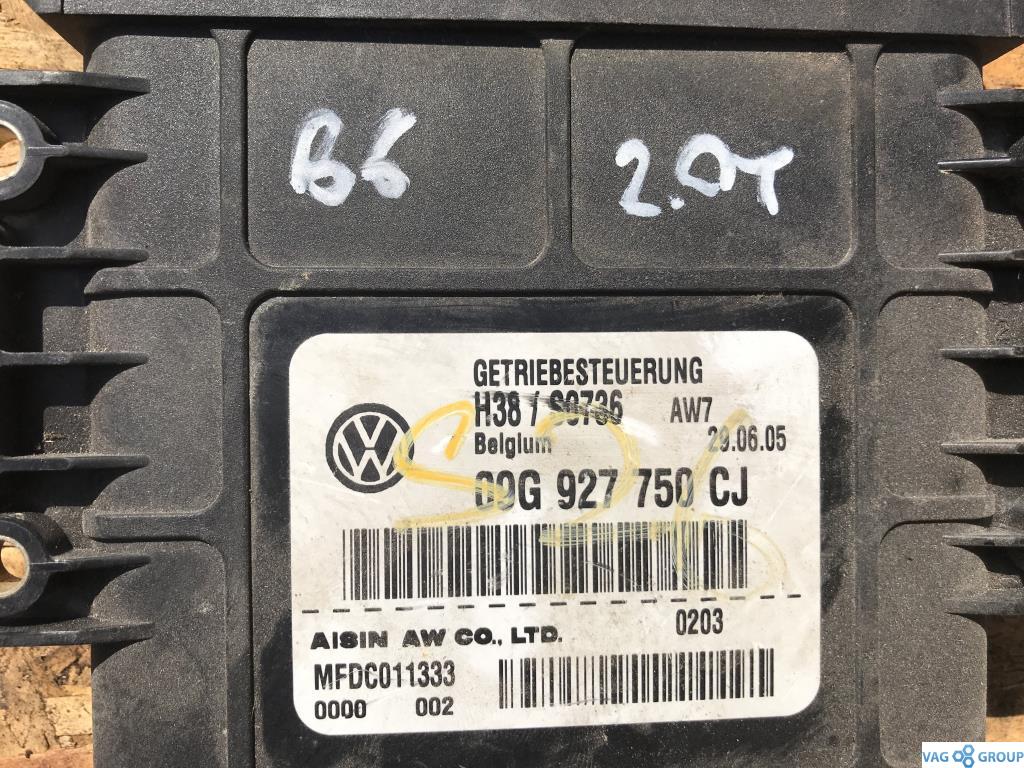 B6 2.0T
GETRIEBESTEUERUNG
H38 / S0736 AW7
Belgium 29.06.05
09G 927 750 CJ
0203
AISIN AW CO., LTD.
MFDC011333
0000 002
VAG GROUP